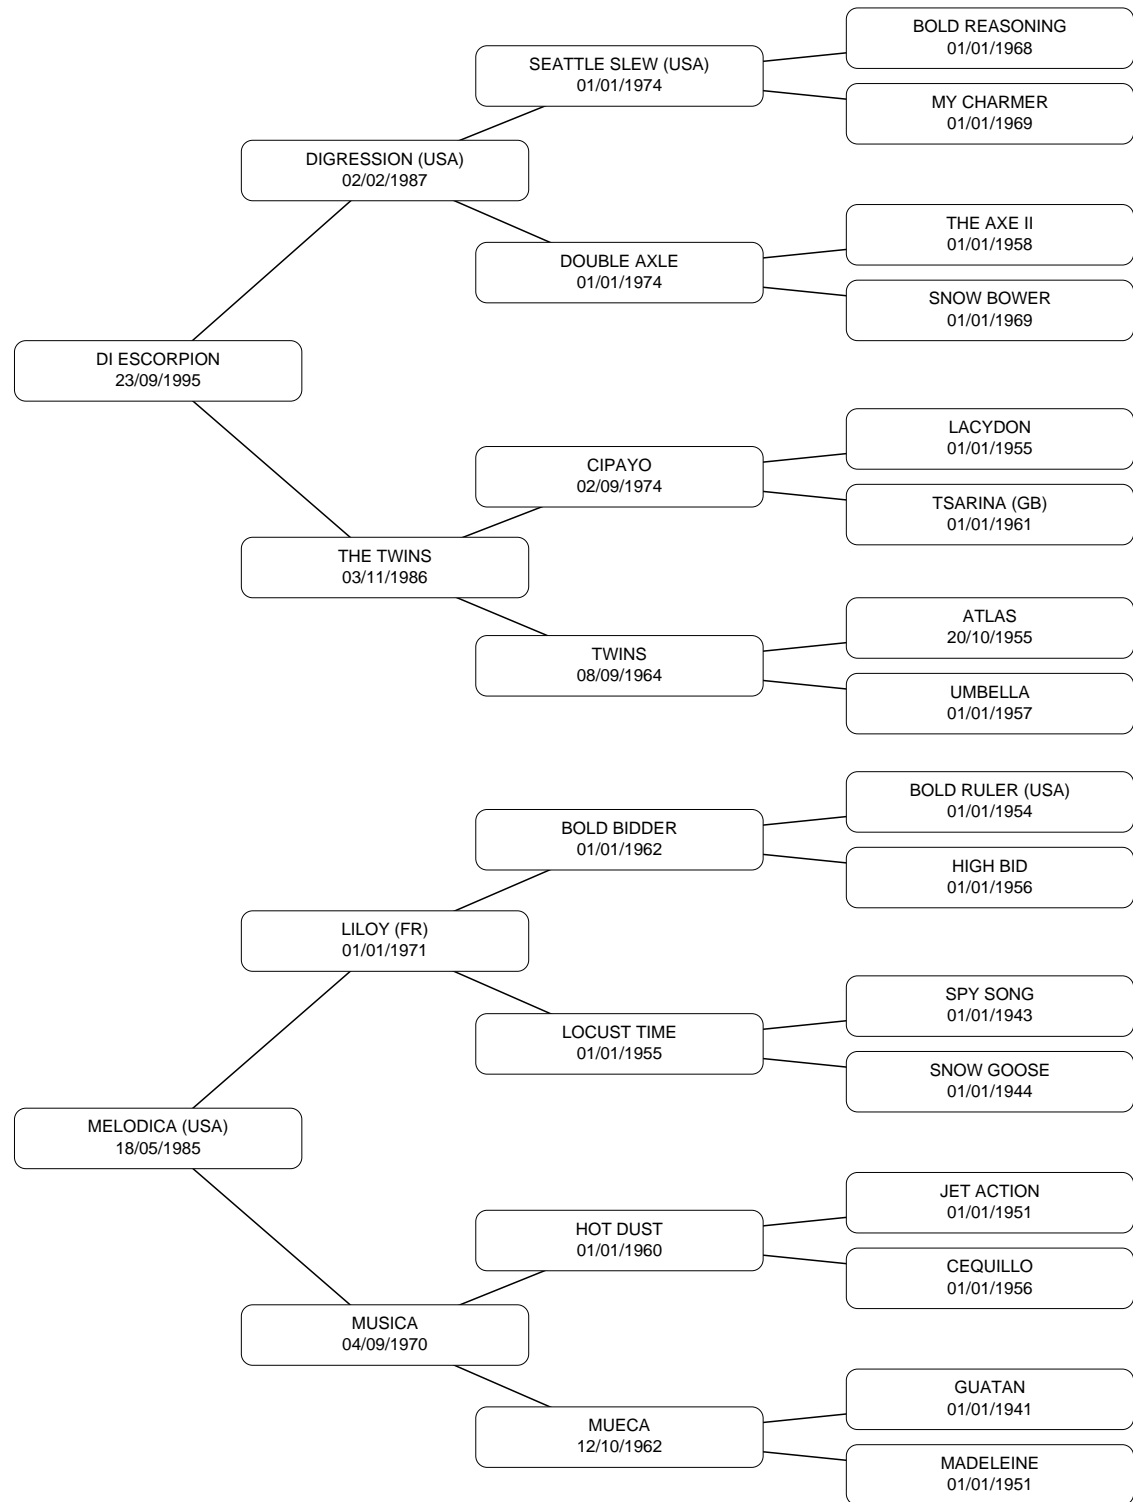 BOLD REASONING
01/01/1968
SEATTLE SLEW (USA)
01/01/1974
MY CHARMER
01/01/1969
DIGRESSION (USA)
02/02/1987
THE AXE II
01/01/1958
DOUBLE AXLE
01/01/1974
SNOW BOWER
01/01/1969
DI ESCORPION
23/09/1995
LACYDON
01/01/1955
CIPAYO
02/09/1974
TSARINA (GB)
01/01/1961
THE TWINS
03/11/1986
ATLAS
20/10/1955
TWINS
08/09/1964
UMBELLA
01/01/1957
BOLD RULER (USA)
01/01/1954
BOLD BIDDER
01/01/1962
HIGH BID
01/01/1956
LILOY (FR)
01/01/1971
SPY SONG
01/01/1943
LOCUST TIME
01/01/1955
SNOW GOOSE
01/01/1944
MELODICA (USA)
18/05/1985
JET ACTION
01/01/1951
HOT DUST
01/01/1960
CEQUILLO
01/01/1956
MUSICA
04/09/1970
GUATAN
01/01/1941
MUECA
12/10/1962
MADELEINE
01/01/1951